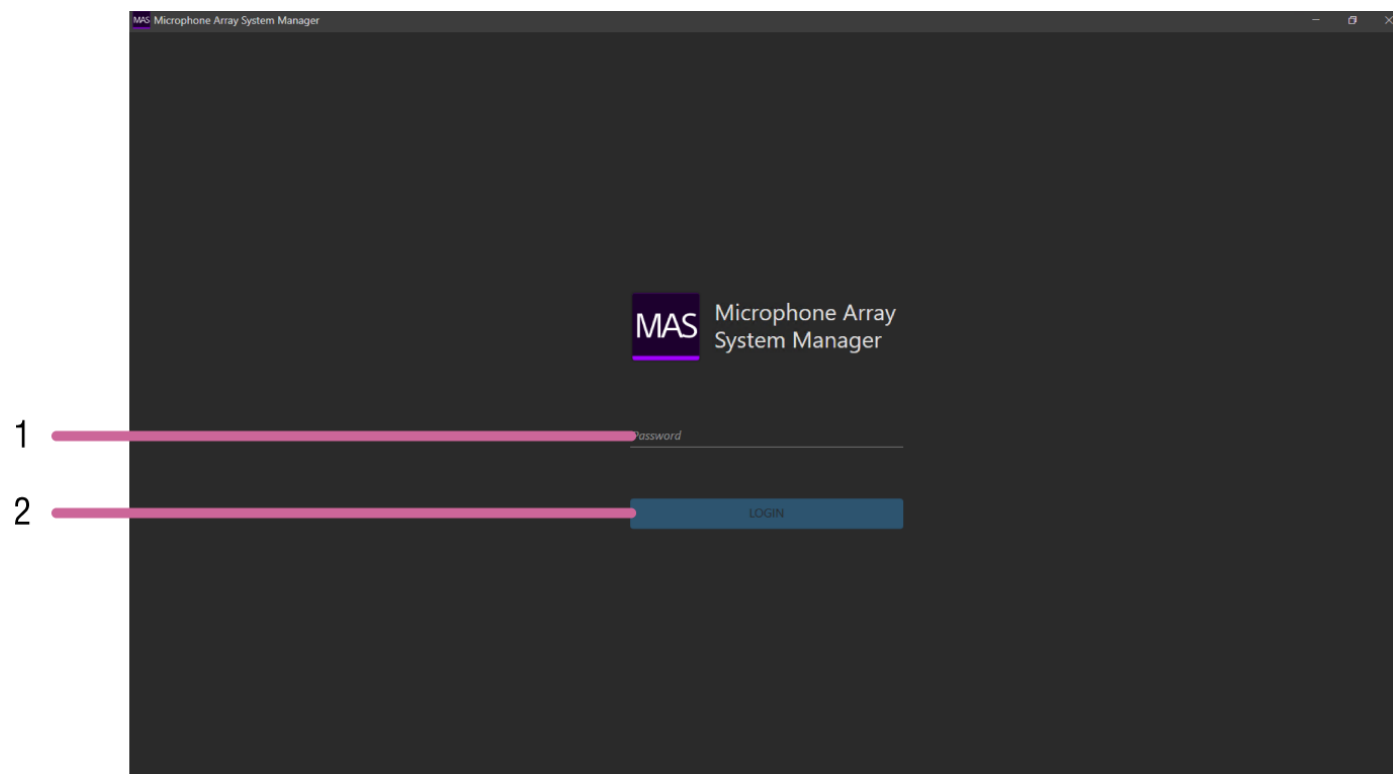 MAS Microphone Array System Manager
MAS
Microphone Array
System Manager
1
Password
2
LOGIN